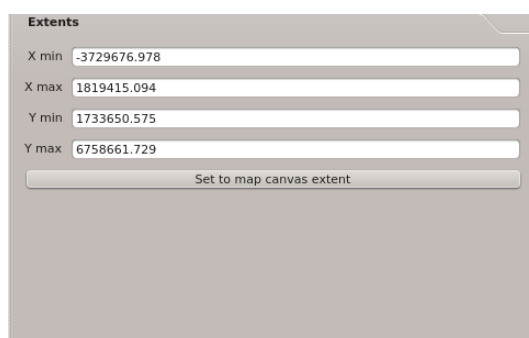 Extents
X min -3729676.978
X max 1819415.094
Y min 1733650.575
Y max 6758661.729
Set to map canvas extent